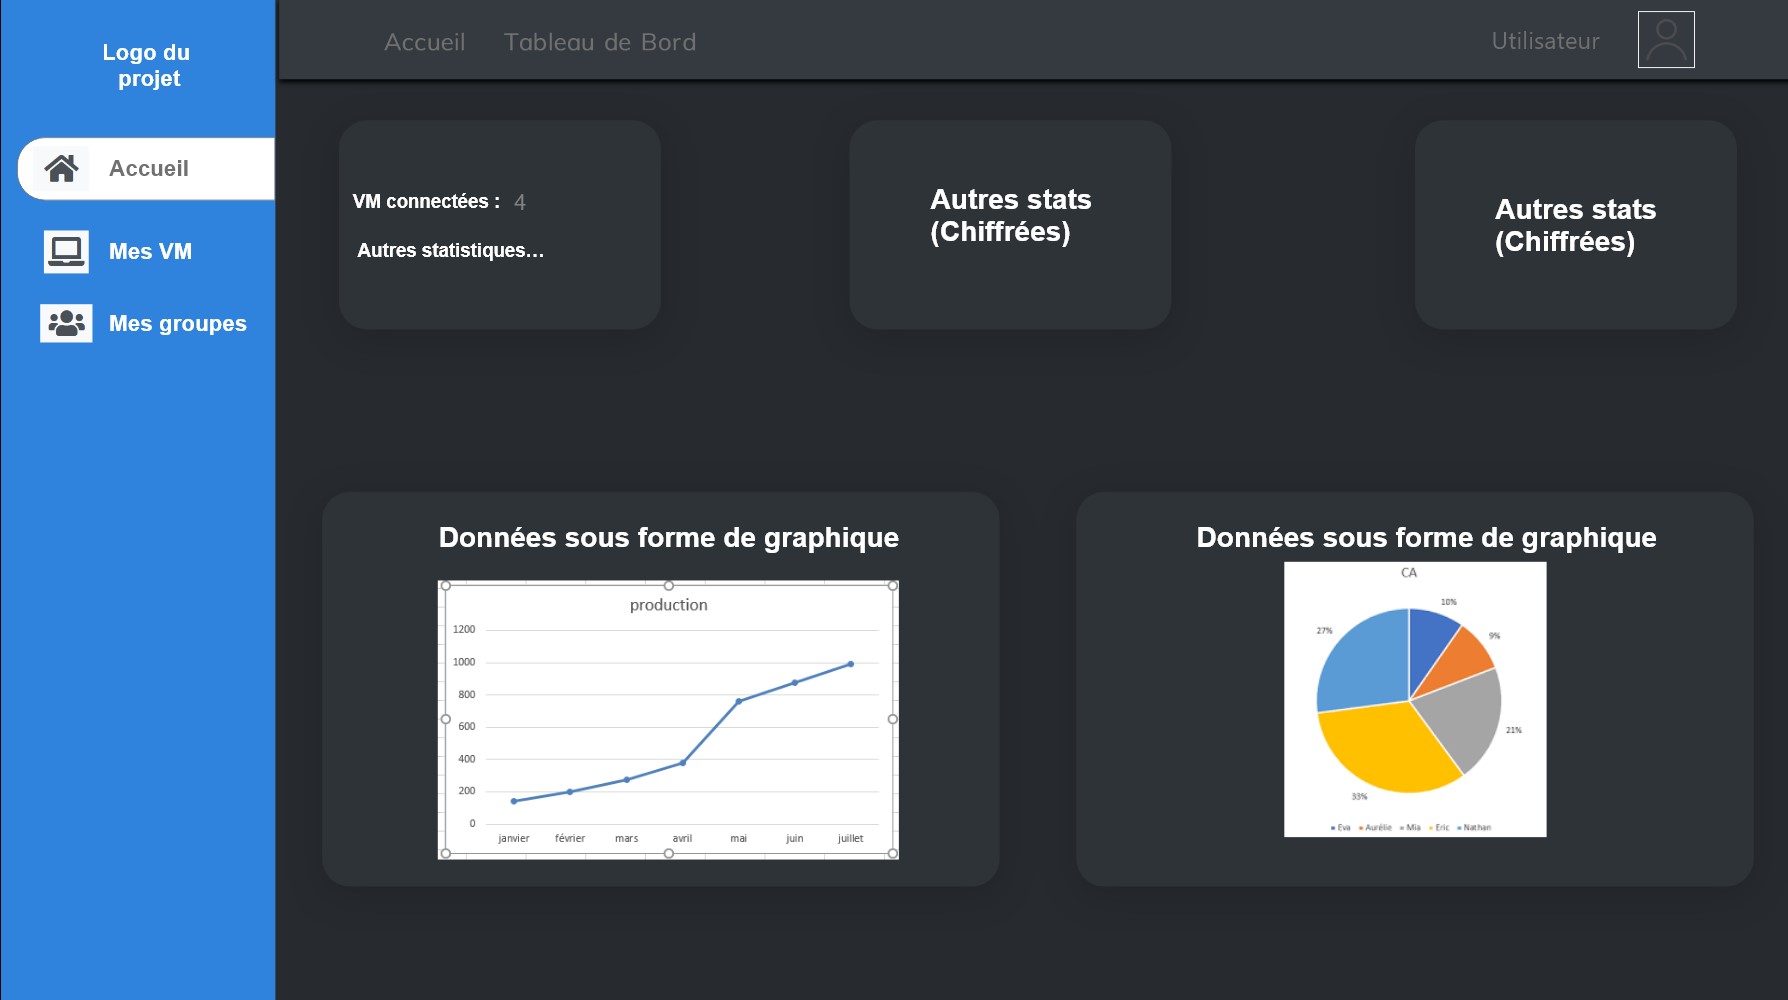 Logo du
projet
Accueil
Mes VM
Mes groupes
Accueil Tableau de Bord
Utilisateur
VM connectées : 4
Autres statistiques...
Autres stats
(Chiffrées)
Autres stats
(Chiffrées)
Données sous forme de graphique
production
1200
1000
800
600
400
200
0
janvier février mars avril mai juin juillet
Données sous forme de graphique
CA
10%
9%
21%
33%
27%
Eva Aurélie Mia Eric Nathan